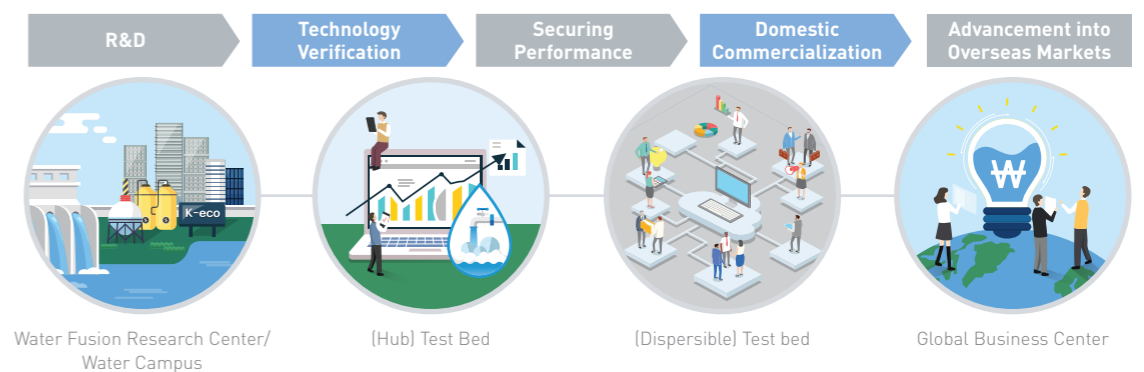 R&D
Technology
Verification
Securing
Performance
Domestic
Commercialization
Advancement into
Overseas Markets
K-eco
₩
Water Fusion Research Center/
Water Campus
(Hub) Test Bed
(Dispersible) Test bed
Global Business Center